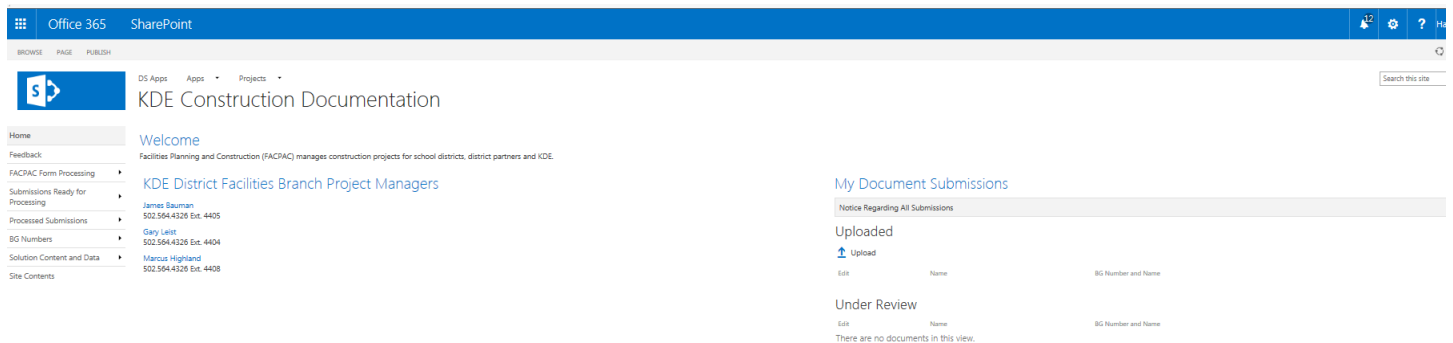 Office 365 SharePoint 12 ?
BROWSE PAGE PUBLISH
S
DS Apps Apps Projects
Search this site
KDE Construction Documentation
Home
Feedback
FACPAC Form Processing
Submissions Ready for
Processing
Processed Submissions
BG Numbers
Solution Content and Data
Site Contents
Welcome
Facilities Planning and Construction (FACPAC) manages construction projects for school districts, district partners and KDE.
KDE District Facilities Branch Project Managers
James Bauman
502.564.4326 Ext. 4405
Gary Leist
502.564.4326 Ext. 4404
Marcus Highland
502.564.4326 Ext. 4408
My Document Submissions
Notice Regarding All Submissions
Uploaded
Upload
Edit Name BG Number and Name
Under Review
Edit Name BG Number and Name
There are no documents in this view.